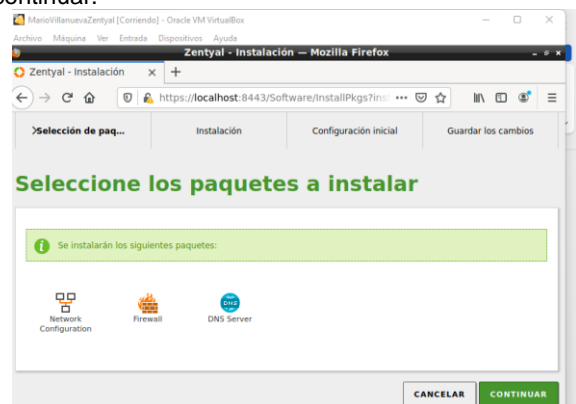 continuar.
MarioVillanuevaZentyal [Corriendo] - Oracle VM VirtualBox
Archivo Máquina Ver Entrada Dispositivos Ayuda
Zentyal - Instalación — Mozilla Firefox
Zentyal - Instalación
https://localhost:8443/Software/InstallPkgs?ins
Selección de paq...
Instalación
Configuración inicial
Guardar los cambios
Seleccione los paquetes a instalar
Se instalarán los siguientes paquetes:
Network
Configuration
Firewall
DNS
DNS Server
CANCELAR
CONTINUAR